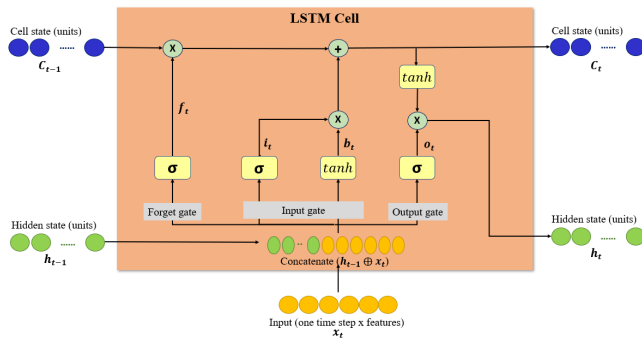 LSTM Cell
Cell state (units)
......
C_{t-1}
Cell state (units)
......
C_t
X
+
tanh
f_t
i_t
X
b_t
X
o_t
σ
σ
tanh
σ
Forget gate
Input gate
Output gate
Hidden state (units)
......
h_{t-1}
Hidden state (units)
......
h_t
..
Concatenate (h_{t-1} ⊕ x_t)
Input (one time step x features)
x_t